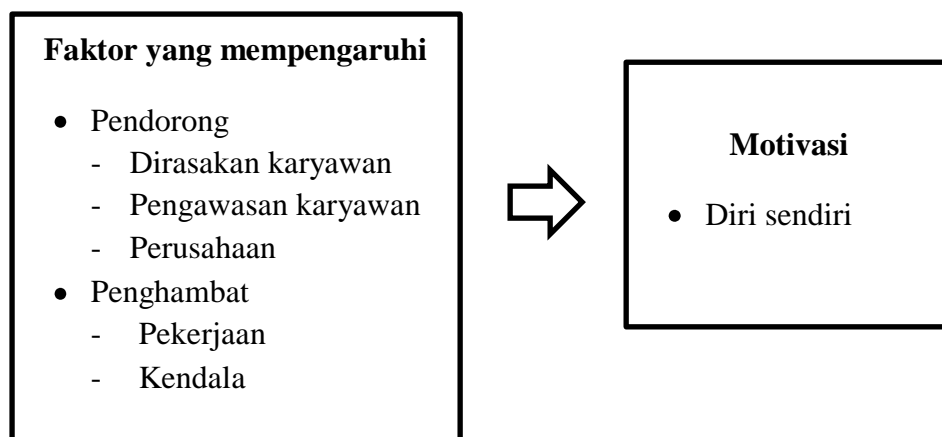 Faktor yang mempengaruhi
• Pendorong
- Dirasakan karyawan
- Pengawasan karyawan
- Perusahaan
• Penghambat
- Pekerjaan
- Kendala
Motivasi
• Diri sendiri